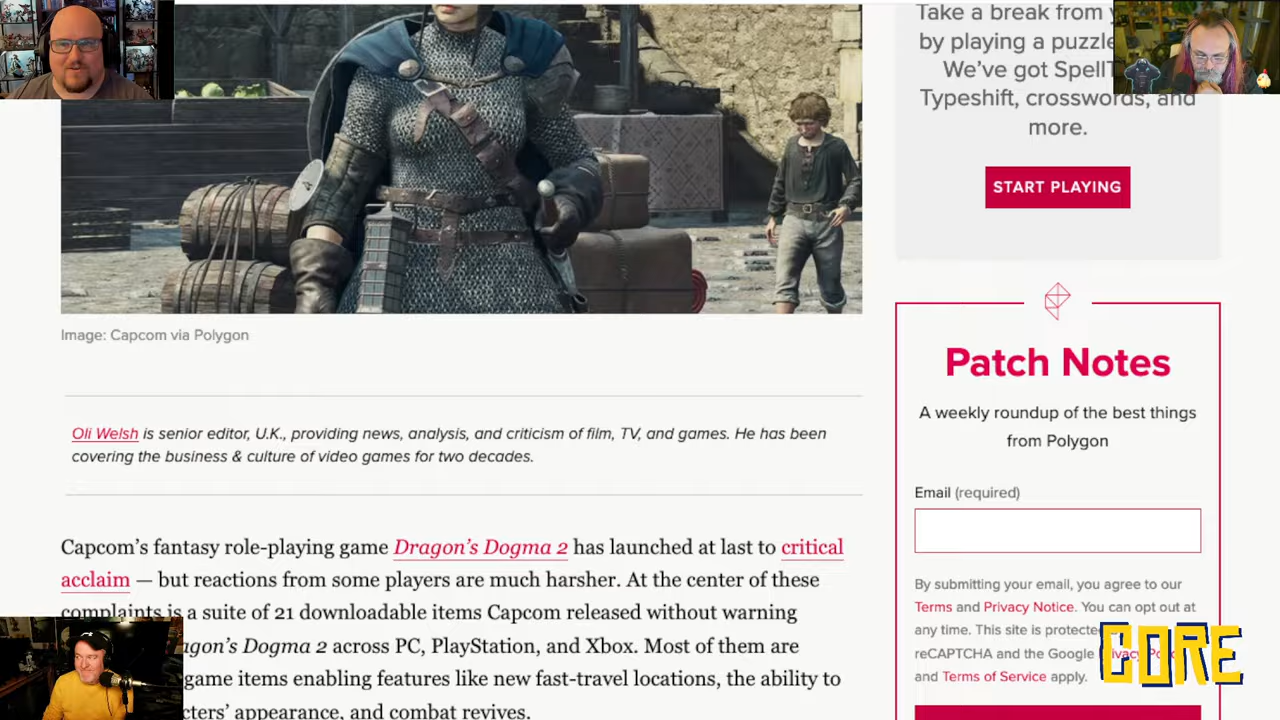 Take a break from y
by playing a puzzle
We've got SpellT
Typeshift, crosswords, and
more.
START PLAYING
Image: Capcom via Polygon
Oli Welsh is senior editor, U.K., providing news, analysis, and criticism of film, TV, and games. He has been
covering the business & culture of video games for two decades.
Capcom's fantasy role-playing game Dragon's Dogma 2 has launched at last to critical
acclaim — but reactions from some players are much harsher. At the center of these
complaints is a suite of 21 downloadable items Capcom released without warning
agon's Dogma 2 across PC, PlayStation, and Xbox. Most of them are
game items enabling features like new fast-travel locations, the ability to
cters' appearance, and combat revives.
Patch Notes
A weekly roundup of the best things
from Polygon
Email (required)
By submitting your email, you agree to our
Terms and Privacy Notice. You can opt out at
any time. This site is protected
reCAPTCHA and the Google Privacy Po
and Terms of Service apply.
CORE